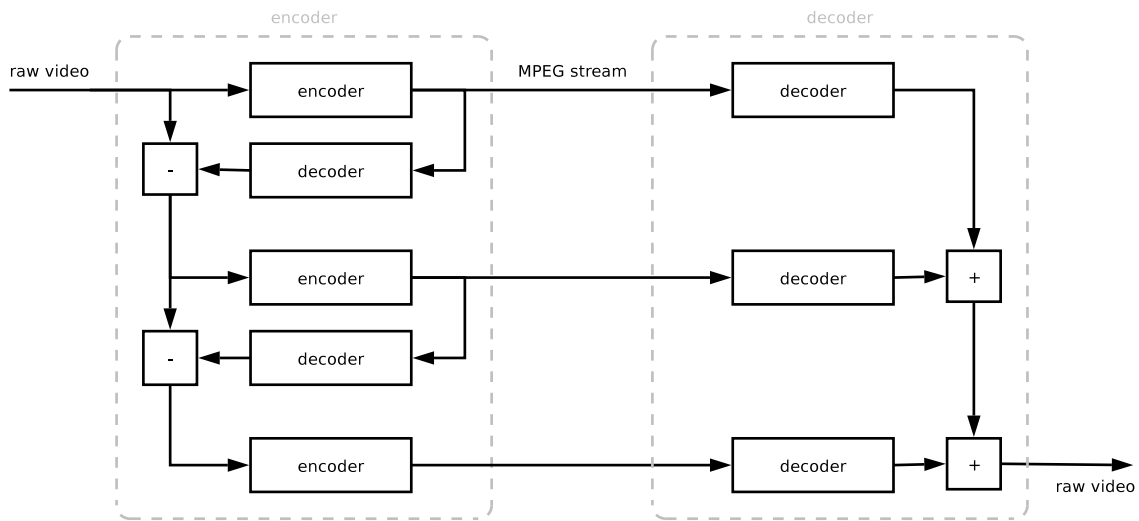 encoder
decoder
raw video
encoder
MPEG stream
decoder
-
decoder
encoder
decoder
+
-
decoder
encoder
decoder
+
raw video